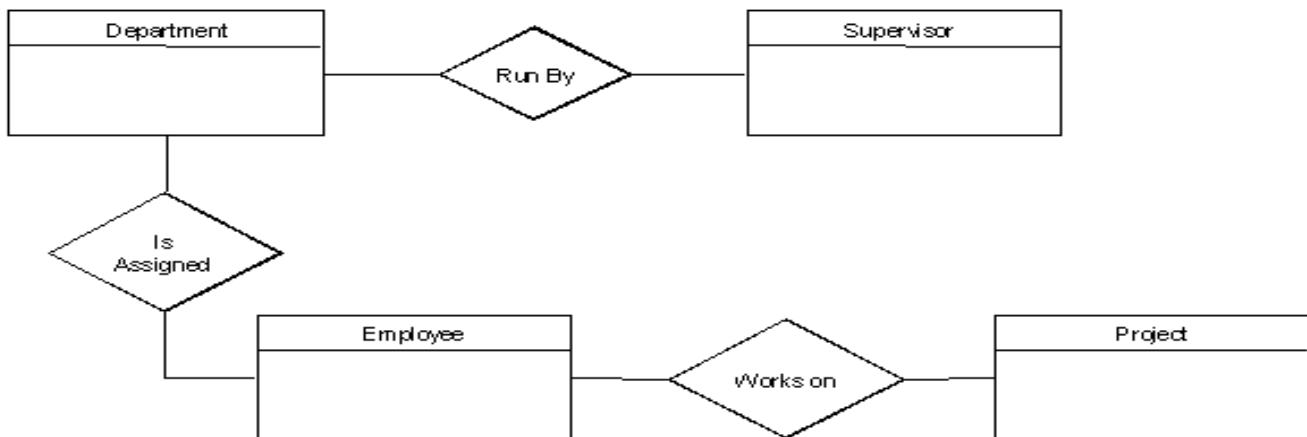 Department
Supervisor
Run By
Is
Assigned
Employee
Project
Works on